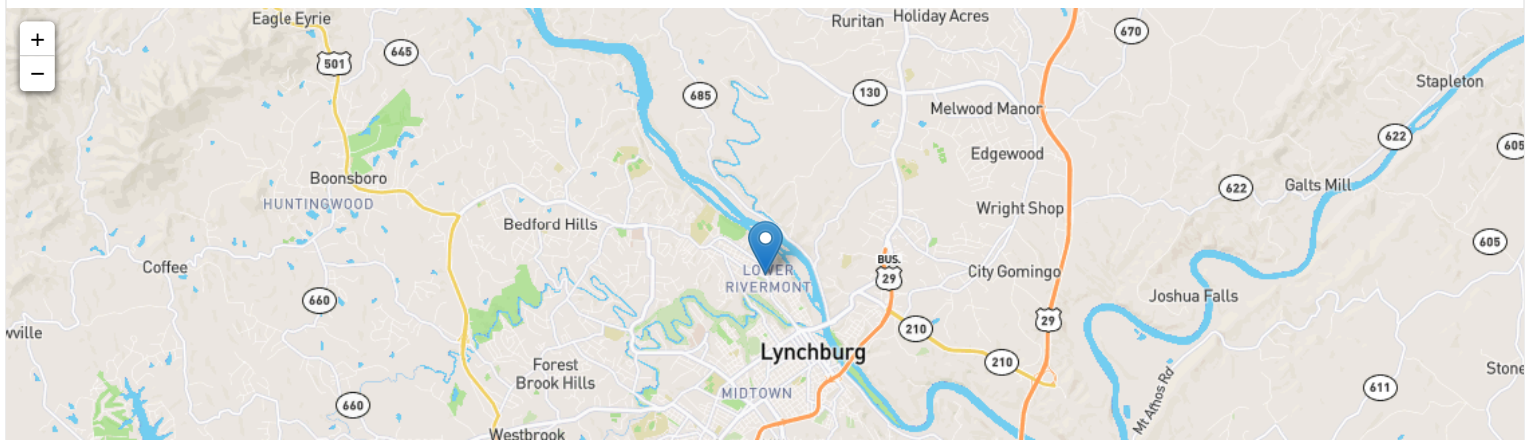 Eagle Eyrie
Ruritan
Holiday Acres
+
−
501
645
670
685
130
Melwood Manor
Stapleton
622
605
Edgewood
Boonsboro
HUNTINGWOOD
622
Galts Mill
Wright Shop
Bedford Hills
605
Coffee
LOWER
RIVERMONT
BUS.
29
City Gomingo
660
Joshua Falls
29
210
Lynchburg
210
Forest
Brook Hills
MIDTOWN
611
Mt Athos Rd
660
Westbrook